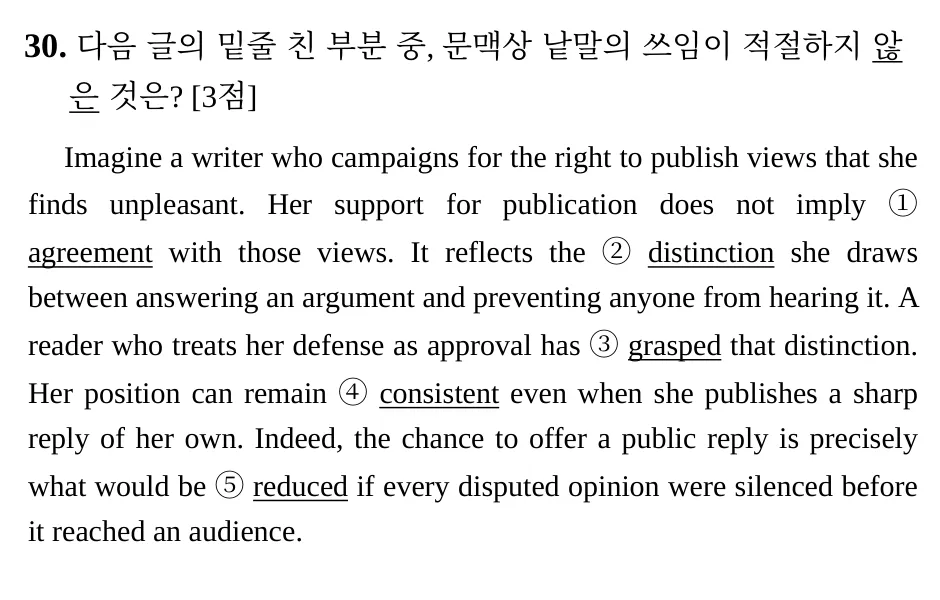 30. 다음 글의 밑줄 친 부분 중, 문맥상 낱말의 쓰임이 적절하지 않
은 것은? [3점]
Imagine a writer who campaigns for the right to publish views that she
finds unpleasant. Her support for publication does not imply ①
agreement with those views. It reflects the ② distinction she draws
between answering an argument and preventing anyone from hearing it. A
reader who treats her defense as approval has ③ grasped that distinction.
Her position can remain ④ consistent even when she publishes a sharp
reply of her own. Indeed, the chance to offer a public reply is precisely
what would be ⑤ reduced if every disputed opinion were silenced before
it reached an audience.